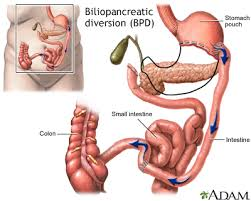 Biliopancreatic
diversion (BPD)
Stomach
pouch
Small intestine
Colon
Intestine
ADAM